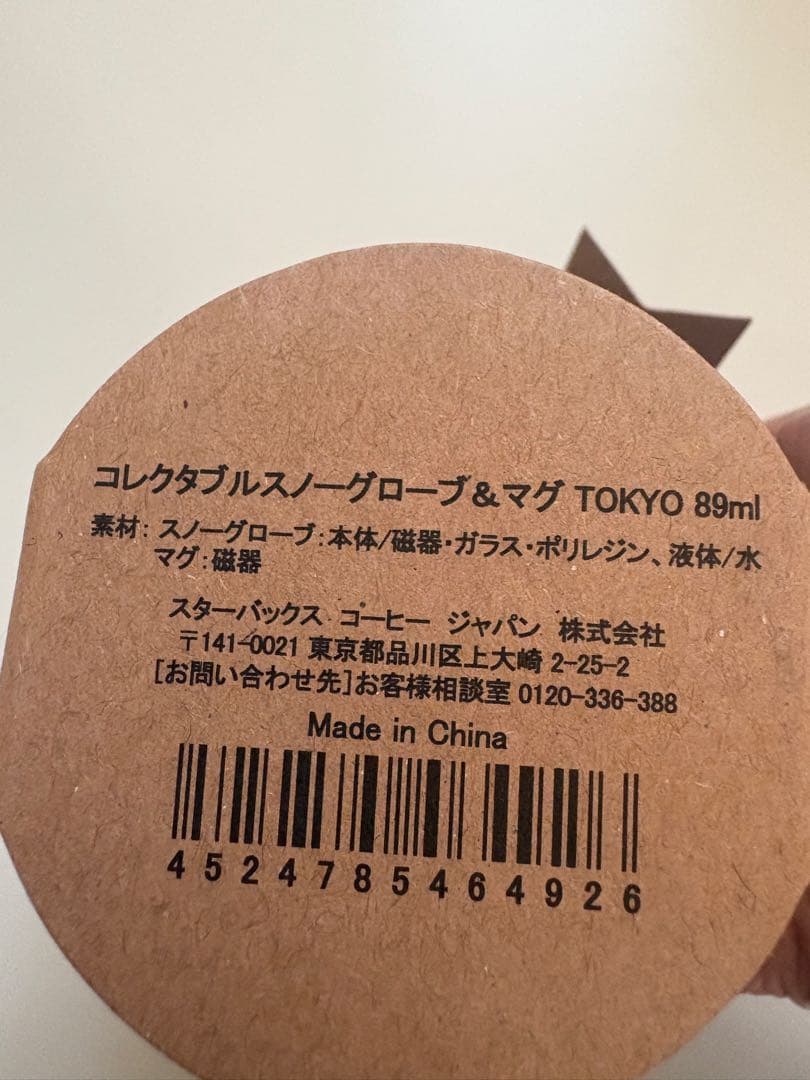 コレクタブルスノーグローブ＆マグ TOKYO 89ml
素材： スノーグローブ：本体/磁器・ガラス・ポリレジン、液体/水
マグ：磁器
スターバックス コーヒー ジャパン 株式会社
〒141-0021 東京都品川区上大崎 2-25-2
[お問い合わせ先]お客様相談室 0120-336-388
Made in China
4524785464926